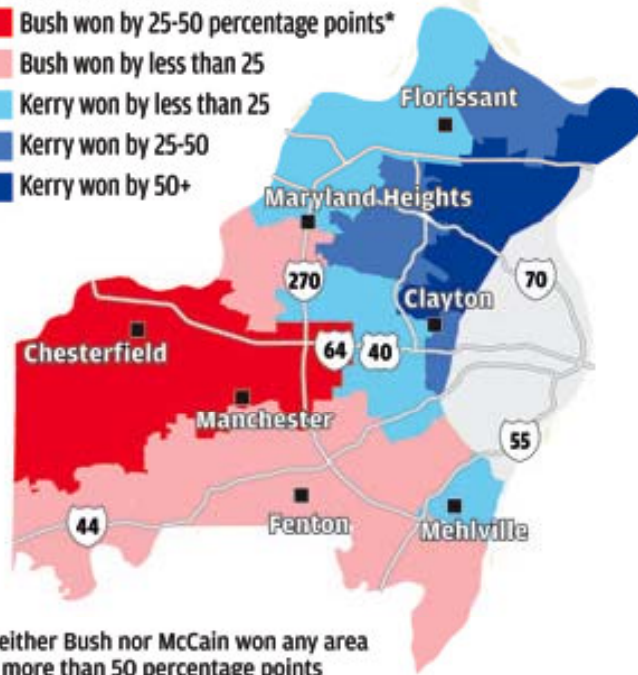 Bush won by 25-50 percentage points*
Bush won by less than 25
Kerry won by less than 25
Kerry won by 25-50
Kerry won by 50+
Florissant
Maryland Heights
270
70
Clayton
Chesterfield
64
40
Manchester
55
44
Fenton
Mehlville
either Bush nor McCain won any area
more than 50 percentage points